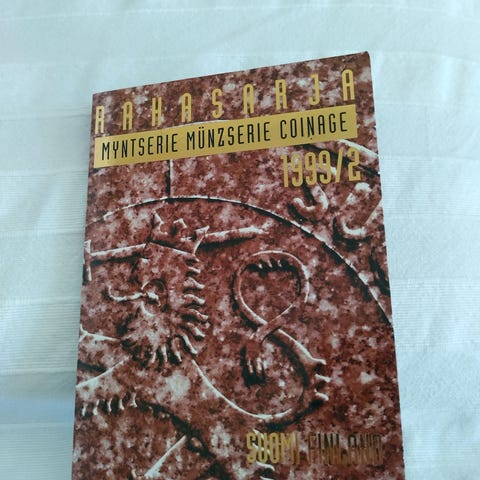 RAHASARJA
MYNTSERIE MÜNZSERIE COINAGE
1999/2
SUOMI FINLAND